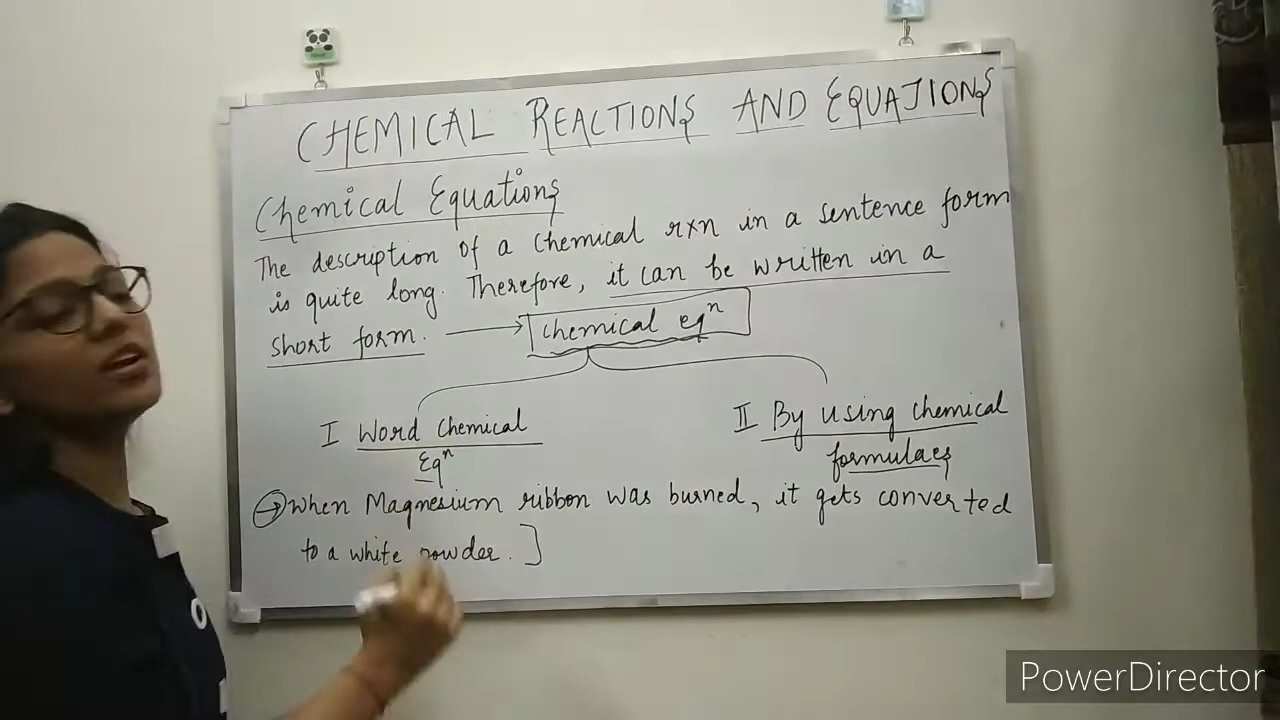 CHEMICAL REACTIONS AND EQUATIONS
Chemical Equations
The description of a chemical rxn in a sentence form
is quite long. Therefore, it can be written in a
short form. → chemical eqⁿ
I Word Chemical
Eqⁿ
II By using chemical
formulaes
→ When Magnesium ribbon was burned, it gets converted
to a white powder. ]
PowerDirector